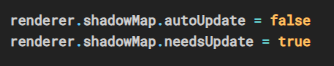 renderer.shadowMap.autoUpdate = false
renderer.shadowMap.needsUpdate = true